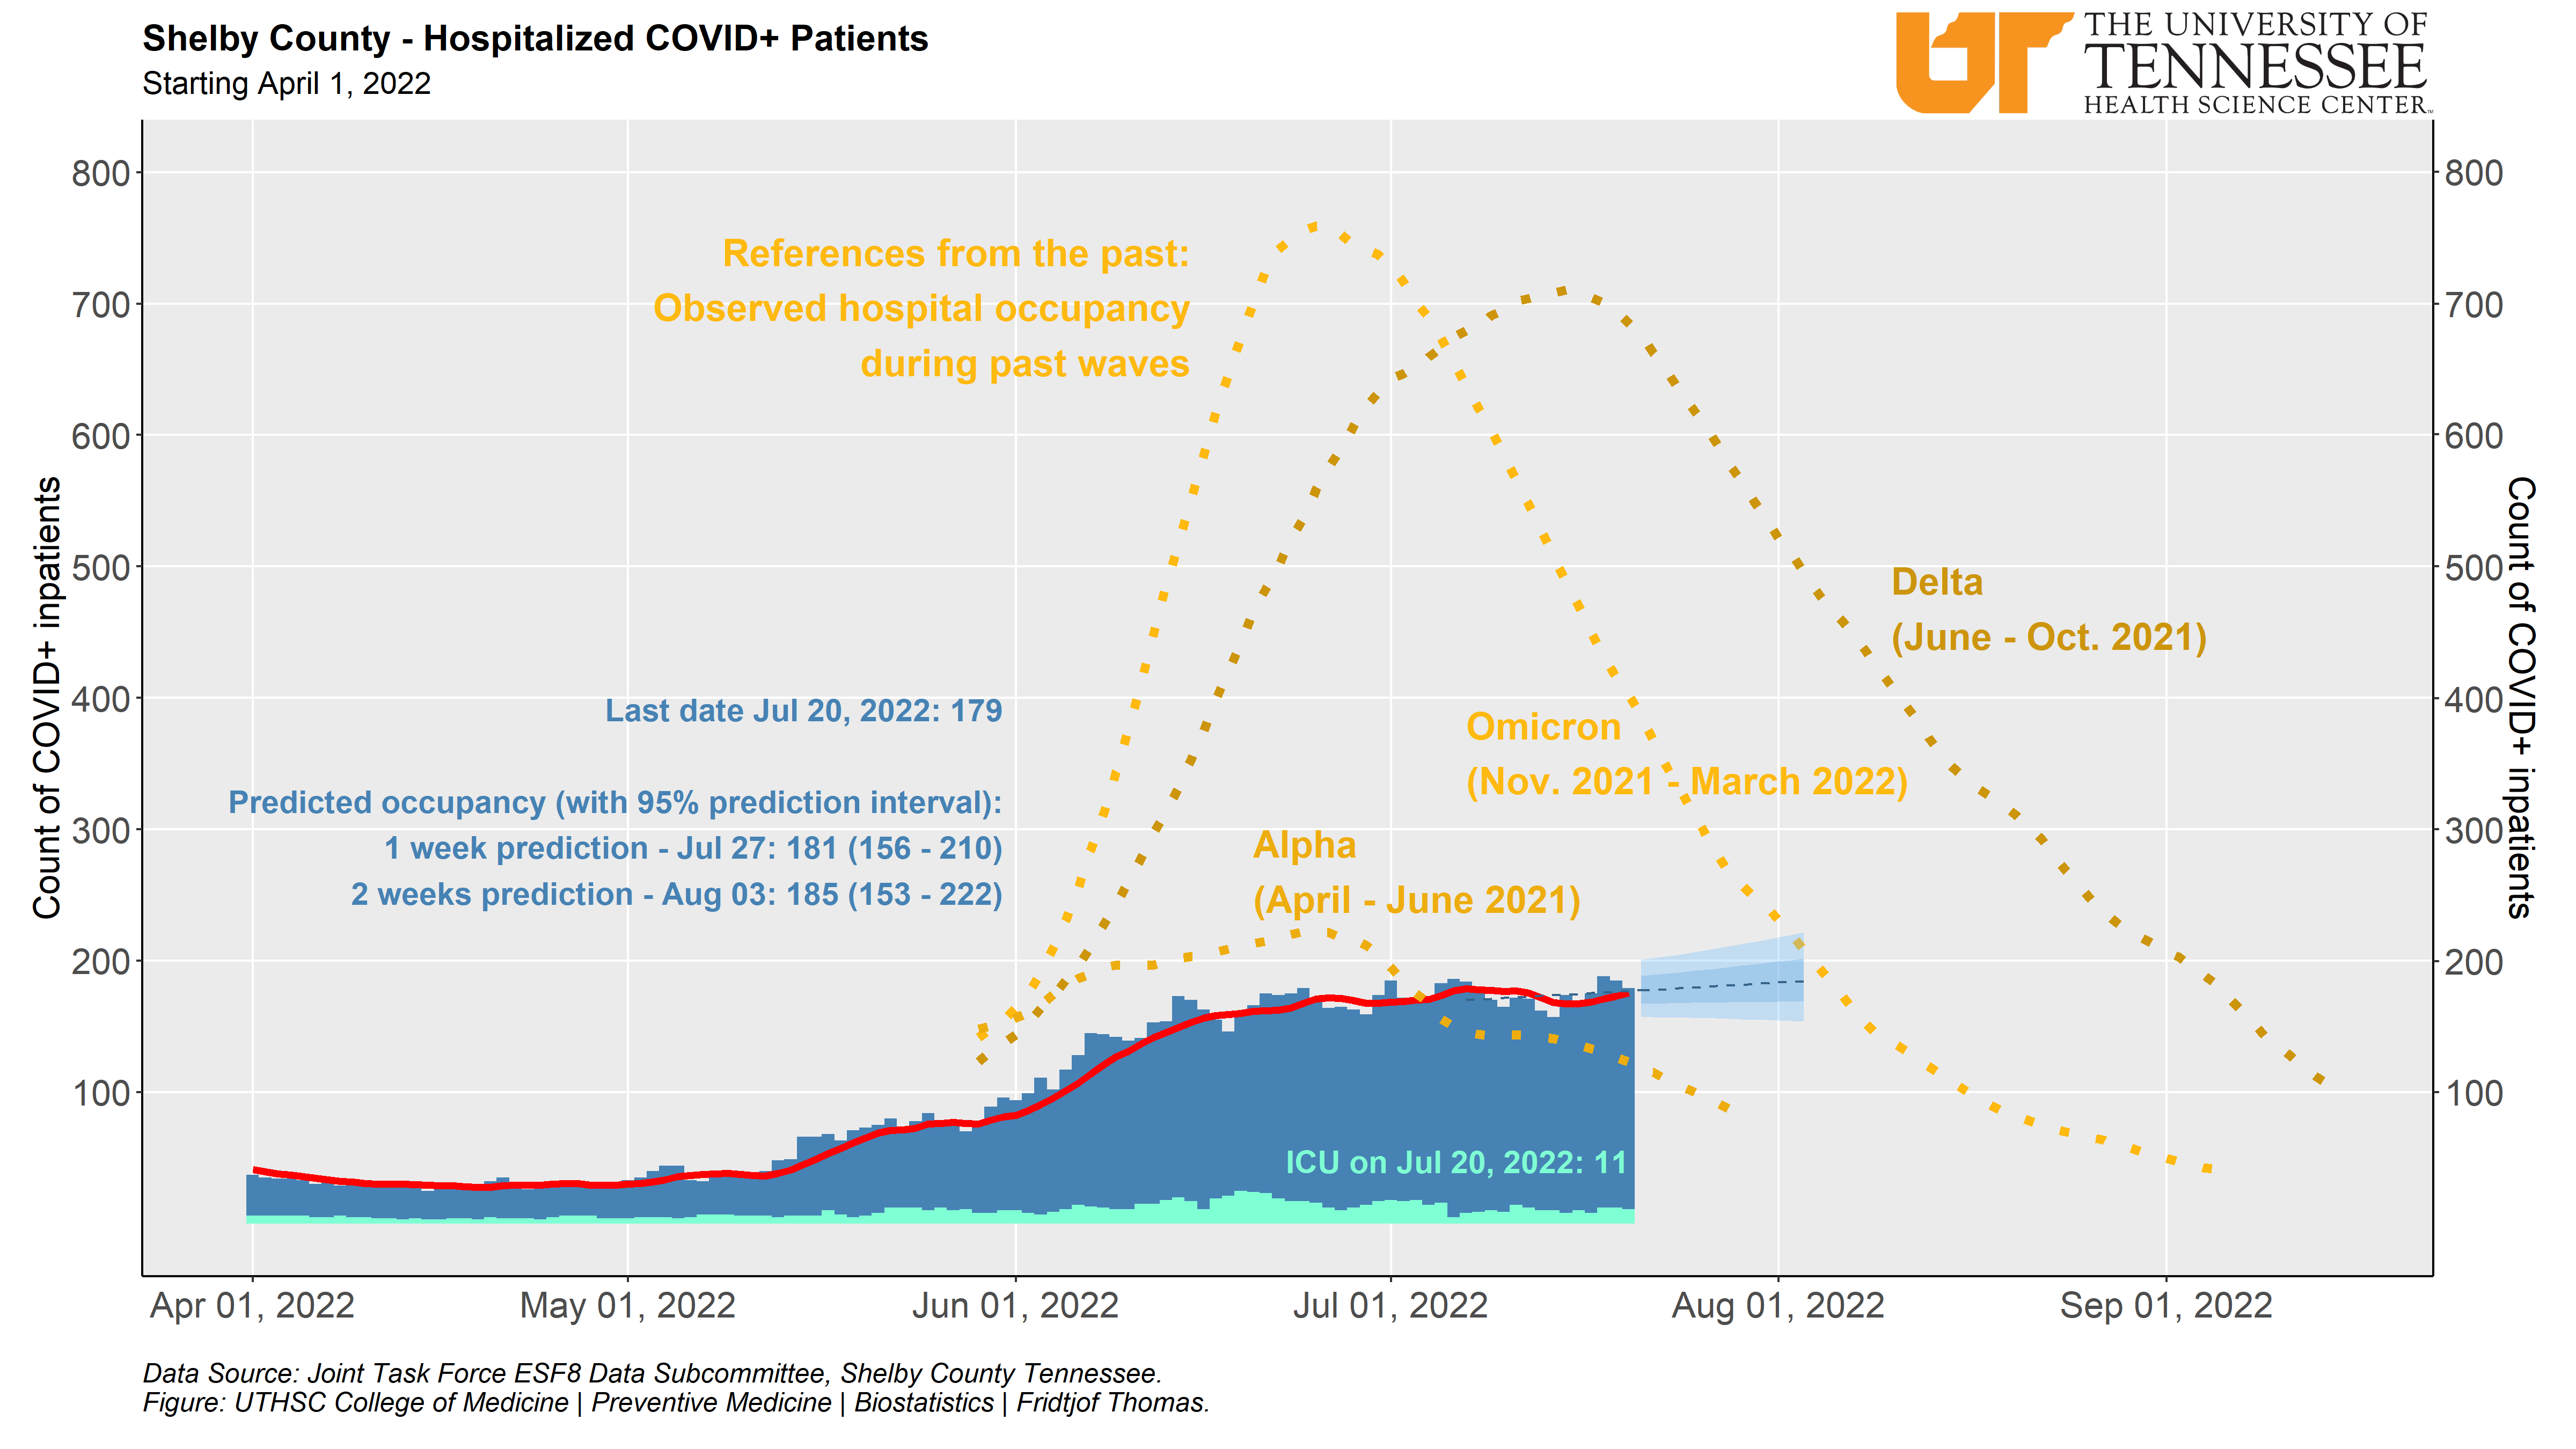 Shelby County - Hospitalized COVID+ Patients
Starting April 1, 2022
UT
THE UNIVERSITY OF
TENNESSEE
HEALTH SCIENCE CENTER™
800
700
600
500
400
300
200
100
Count of COVID+ inpatients
References from the past:
Observed hospital occupancy
during past waves
Last date Jul 20, 2022: 179
Predicted occupancy (with 95% prediction interval):
1 week prediction - Jul 27: 181 (156 - 210)
2 weeks prediction - Aug 03: 185 (153 - 222)
Delta
(June - Oct. 2021)
Omicron
(Nov. 2021 - March 2022)
Alpha
(April - June 2021)
ICU on Jul 20, 2022: 11
800
700
600
500
400
300
200
100
Count of COVID+ inpatients
Apr 01, 2022
May 01, 2022
Jun 01, 2022
Jul 01, 2022
Aug 01, 2022
Sep 01, 2022
Data Source: Joint Task Force ESF8 Data Subcommittee, Shelby County Tennessee.
Figure: UTHSC College of Medicine | Preventive Medicine | Biostatistics | Fridtjof Thomas.